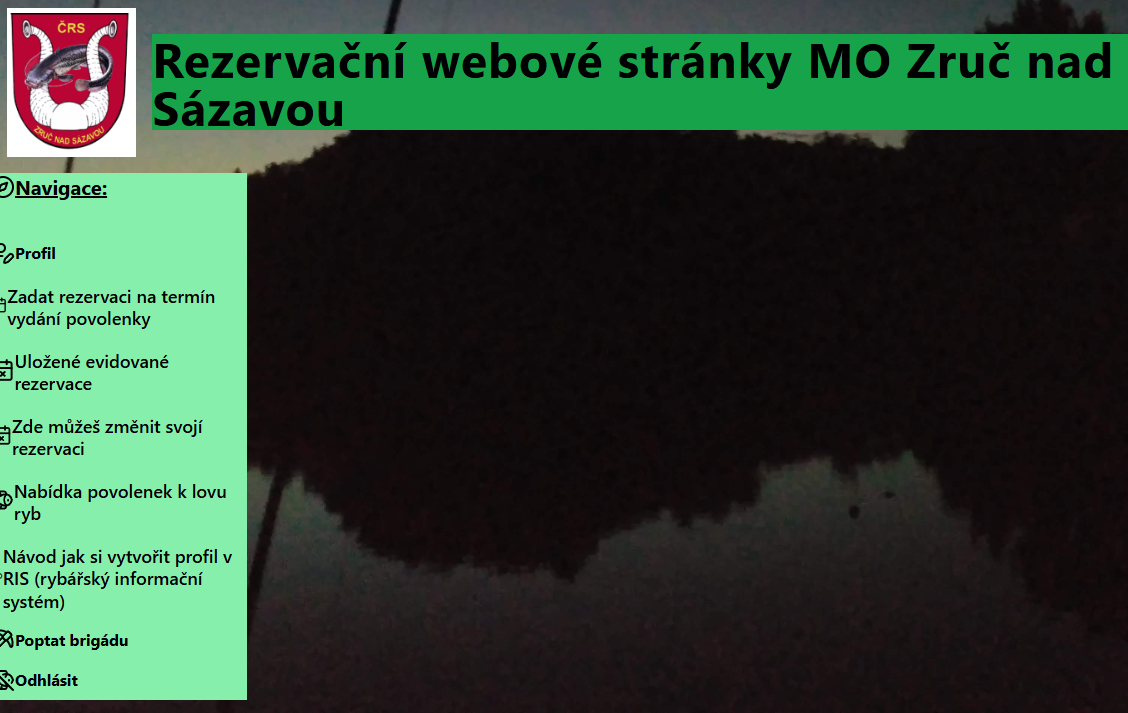 ČRS
ZRUČ NAD SÁZAVOU
Rezervační webové stránky MO Zruč nad
Sázavou
Navigace:
Profil
Zadat rezervaci na termín
vydání povolenky
Uložené evidované
rezervace
Zde můžeš změnit svojí
rezervaci
Nabídka povolenek k lovu
ryb
Návod jak si vytvořit profil v
RIS (rybářský informační
systém)
Poptat brigádu
Odhlásit